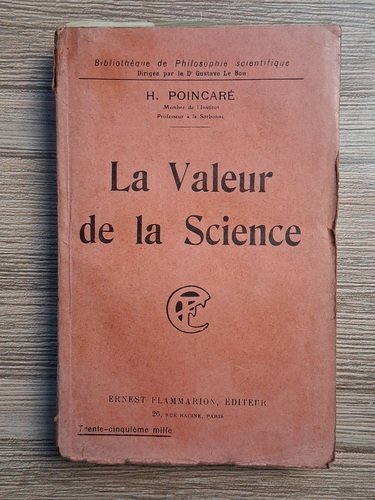 Bibliothèque de Philosophie scientifique
Dirigée par le Dr Gustave Le Bon
H. POINCARÉ
Membre de l'Institut
Professeur à la Sorbonne
La Valeur
de la Science
ERNEST FLAMMARION, ÉDITEUR
26, RUE RACINE, PARIS
Trente-cinquième mille